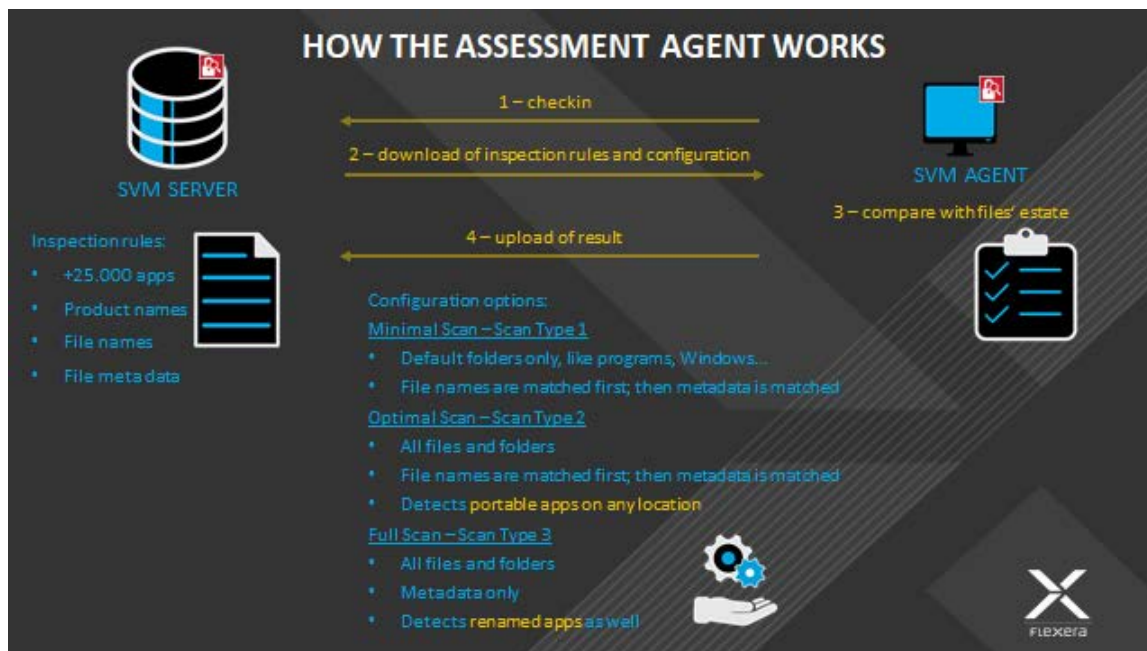 HOW THE ASSESSMENT AGENT WORKS
1 – checkin
2 – download of inspection rules and configuration
SVM SERVER
SVM AGENT
3 – compare with files' estate
4 – upload of result
Inspection rules:
• +25.000 apps
• Product names
• File names
• File meta data
Configuration options:
Minimal Scan – Scan Type 1
• Default folders only, like programs, Windows...
• File names are matched first; then metadata is matched
Optimal Scan – Scan Type 2
• All files and folders
• File names are matched first; then metadata is matched
• Detects portable apps on any location
Full Scan – Scan Type 3
• All files and folders
• Metadata only
• Detects renamed apps as well
FLEXera